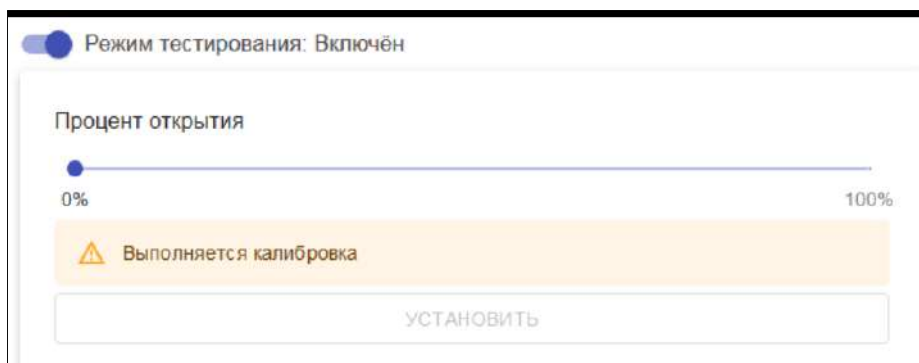 Режим тестирования: Включён
Процент открытия
0% 100%
Выполняется калибровка
УСТАНОВИТЬ